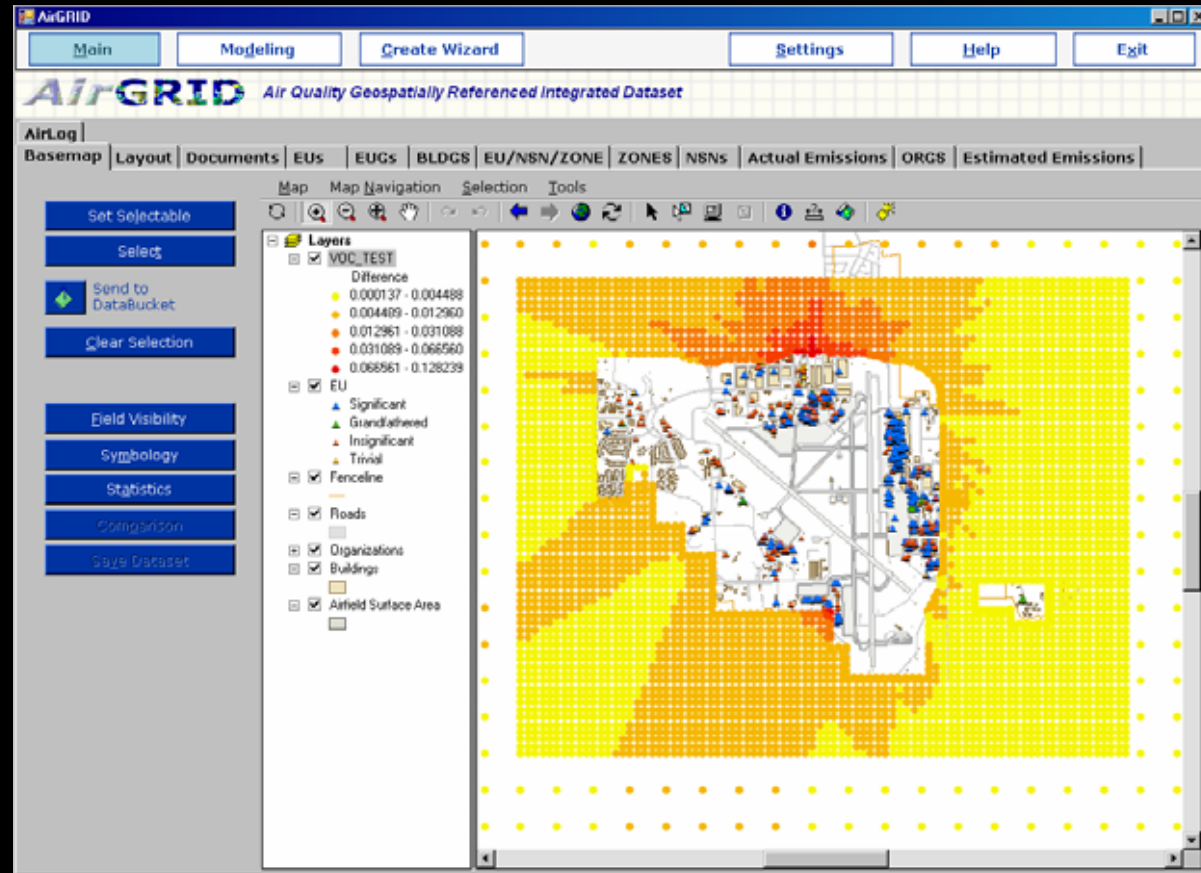 AirGRID
Main Modeling Create Wizard Settings Help Exit
AirGRID Air Quality Geospatially Referenced Integrated Dataset
AirLog
Basemap Layout Documents EUs EUGs BLDGS EU/NSN/ZONE ZONES NSNs Actual Emissions ORGS Estimated Emissions
Map Map Navigation Selection Tools
Set Selectable
Select
Send to
DataBucket
Clear Selection
Field Visibility
Symbology
Statistics
Comparison
Save Dataset
Layers
VOC_TEST
Difference
0.000137 - 0.004488
0.004489 - 0.012960
0.012961 - 0.031088
0.031089 - 0.066560
0.066561 - 0.128239
EU
Significant
Grandfathered
Insignificant
Trivial
Fenceline
Roads
Organizations
Buildings
Airfield Surface Area